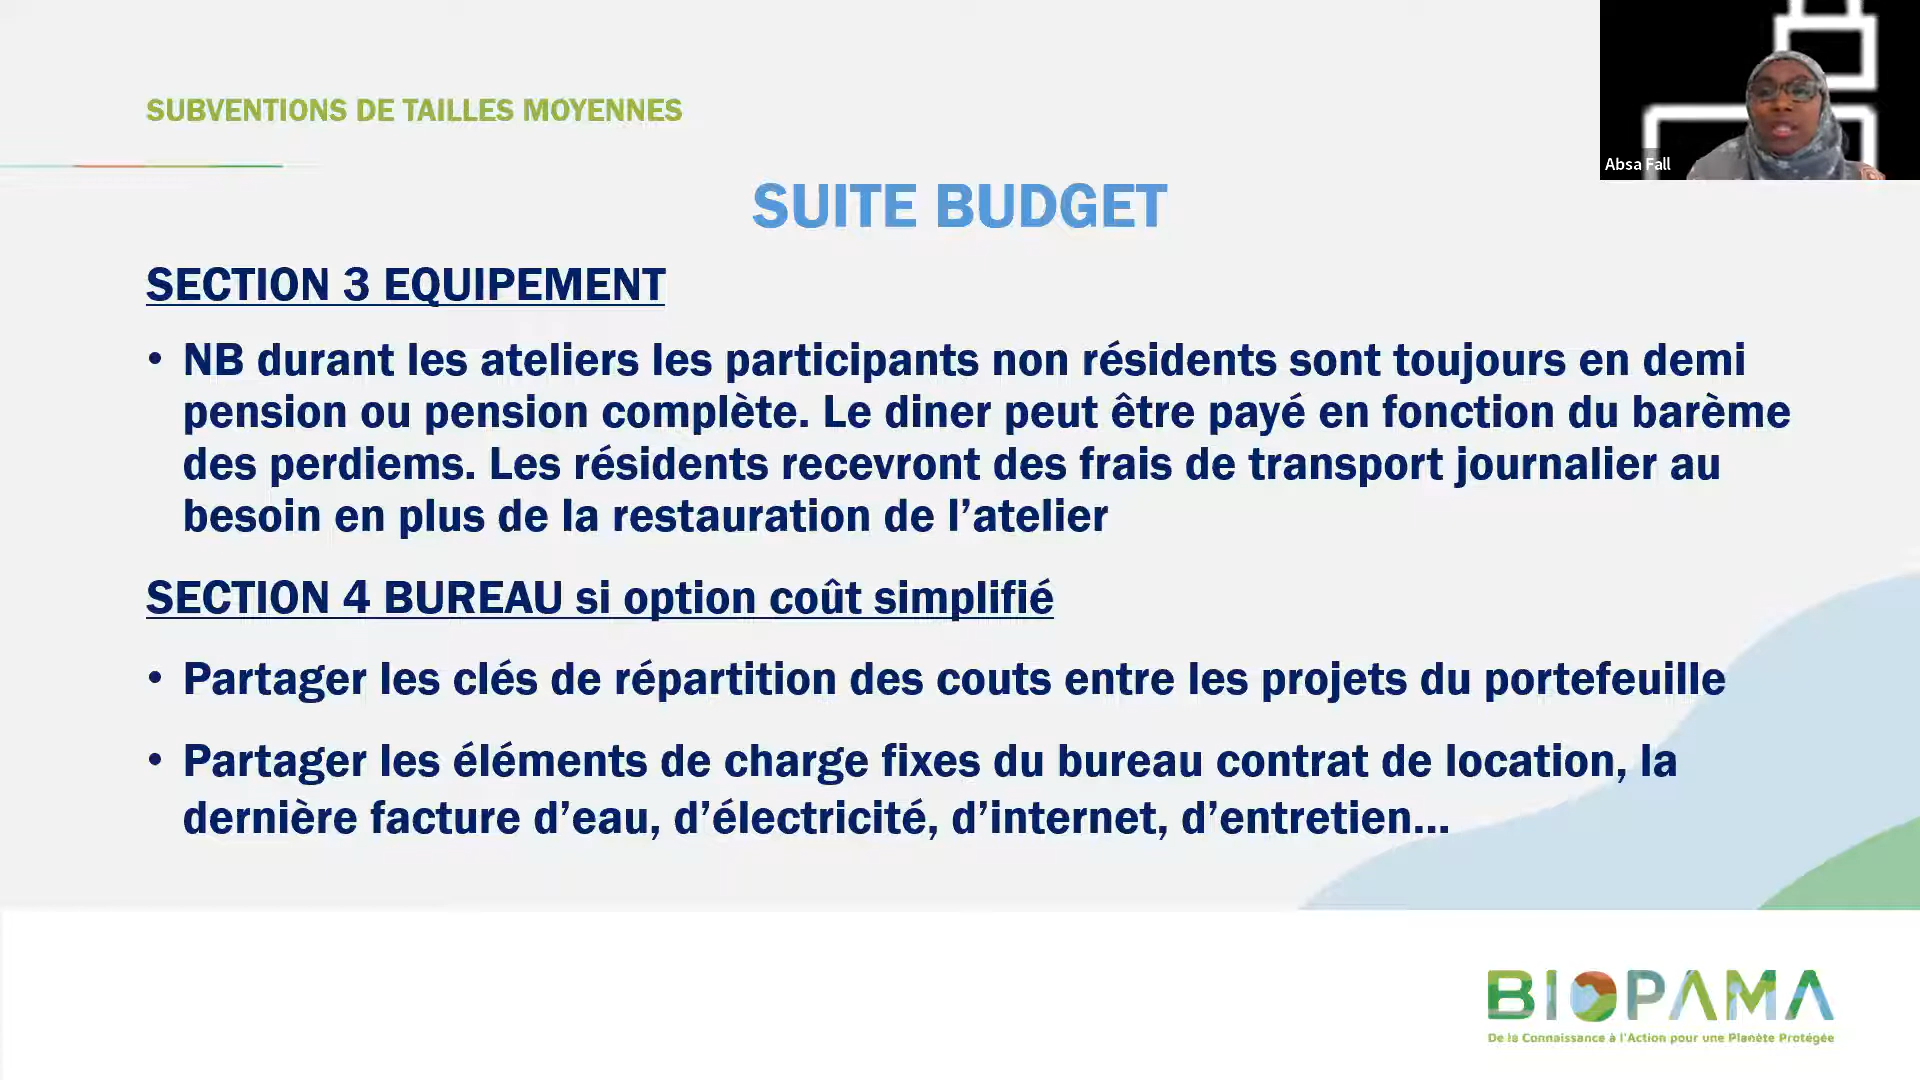 SUBVENTIONS DE TAILLES MOYENNES
Absa Fall
SUITE BUDGET
SECTION 3 EQUIPEMENT
• NB durant les ateliers les participants non résidents sont toujours en demi
pension ou pension complète. Le diner peut être payé en fonction du barème
des perdiems. Les résidents recevront des frais de transport journalier au
besoin en plus de la restauration de l’atelier
SECTION 4 BUREAU si option coût simplifié
• Partager les clés de répartition des couts entre les projets du portefeuille
• Partager les éléments de charge fixes du bureau contrat de location, la
dernière facture d’eau, d’électricité, d’internet, d’entretien...
BIOPAMA
De la Connaissance à l’Action pour une Planète Protégée